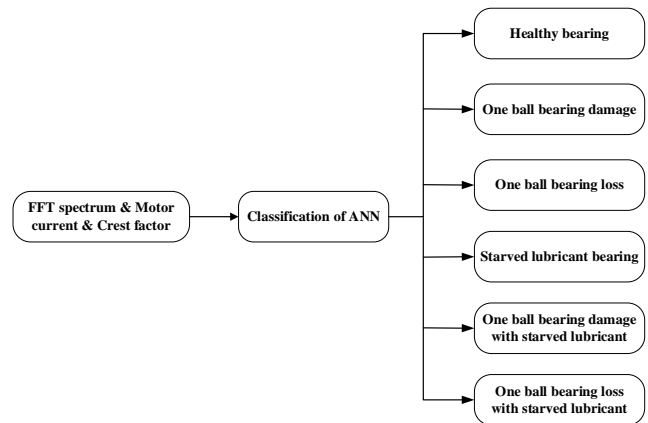 Healthy bearing
One ball bearing damage
One ball bearing loss
FFT spectrum & Motor
current & Crest factor
Classification of ANN
Starved lubricant bearing
One ball bearing damage
with starved lubricant
One ball bearing loss
with starved lubricant